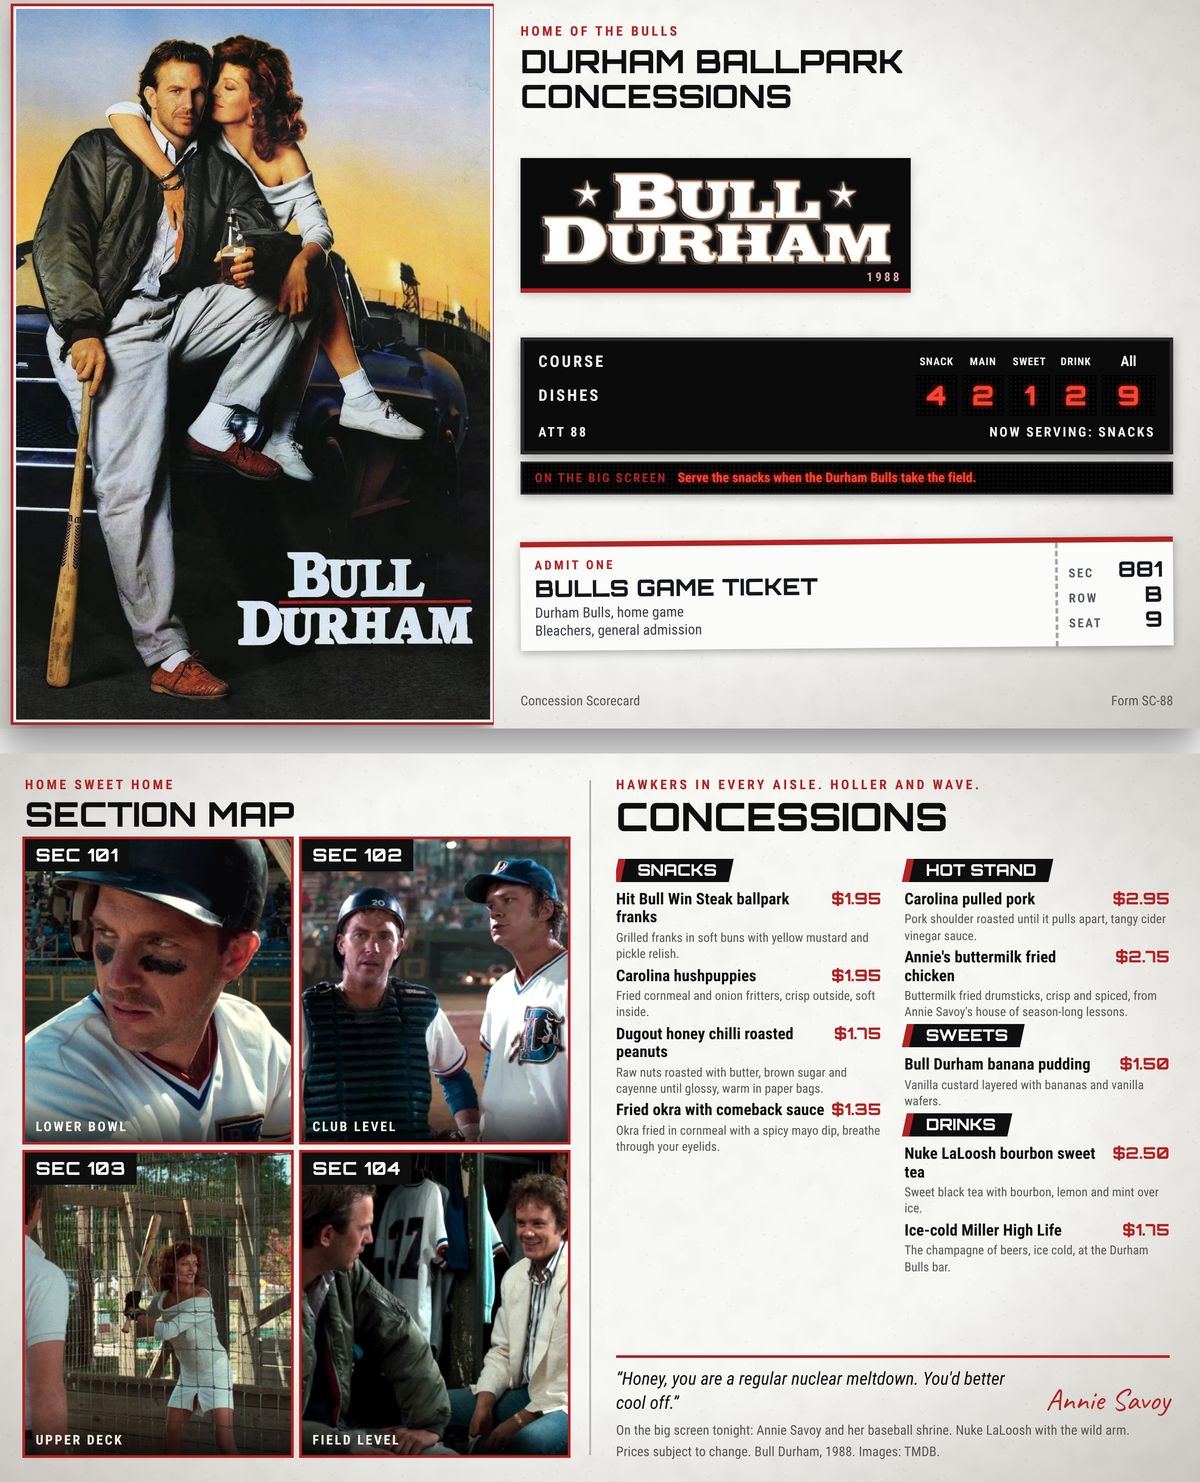 BULL
DURHAM
HOME OF THE BULLS
DURHAM BALLPARK
CONCESSIONS
BULL
DURHAM
1988
COURSE SNACK MAIN SWEET DRINK All
DISHES 4 2 1 2 9
ATT 88 NOW SERVING: SNACKS
ON THE BIG SCREEN Serve the snacks when the Durham Bulls take the field.
ADMIT ONE
BULLS GAME TICKET
Durham Bulls, home game
Bleachers, general admission
SEC 881
ROW B
SEAT 9
Concession Scorecard Form SC-88
HOME SWEET HOME
SECTION MAP
SEC 101
LOWER BOWL
SEC 102
20
D
CLUB LEVEL
SEC 103
UPPER DECK
SEC 104
37
FIELD LEVEL
HAWKERS IN EVERY AISLE. HOLLER AND WAVE.
CONCESSIONS
SNACKS
Hit Bull Win Steak ballpark $1.95
franks
Grilled franks in soft buns with yellow mustard and
pickle relish.
Carolina hushpuppies $1.95
Fried cornmeal and onion fritters, crisp outside, soft
inside.
Dugout honey chilli roasted $1.75
peanuts
Raw nuts roasted with butter, brown sugar and
cayenne until glossy, warm in paper bags.
Fried okra with comeback sauce $1.35
Okra fried in cornmeal with a spicy mayo dip, breathe
through your eyelids.
HOT STAND
Carolina pulled pork $2.95
Pork shoulder roasted until it pulls apart, tangy cider
vinegar sauce.
Annie's buttermilk fried $2.75
chicken
Buttermilk fried drumsticks, crisp and spiced, from
Annie Savoy's house of season-long lessons.
SWEETS
Bull Durham banana pudding $1.50
Vanilla custard layered with bananas and vanilla
wafers.
DRINKS
Nuke LaLoosh bourbon sweet $2.50
tea
Sweet black tea with bourbon, lemon and mint over
ice.
Ice-cold Miller High Life $1.75
The champagne of beers, ice cold, at the Durham
Bulls bar.
“Honey, you are a regular nuclear meltdown. You'd better
cool off.”
Annie Savoy
On the big screen tonight: Annie Savoy and her baseball shrine. Nuke LaLoosh with the wild arm.
Prices subject to change. Bull Durham, 1988. Images: TMDB.